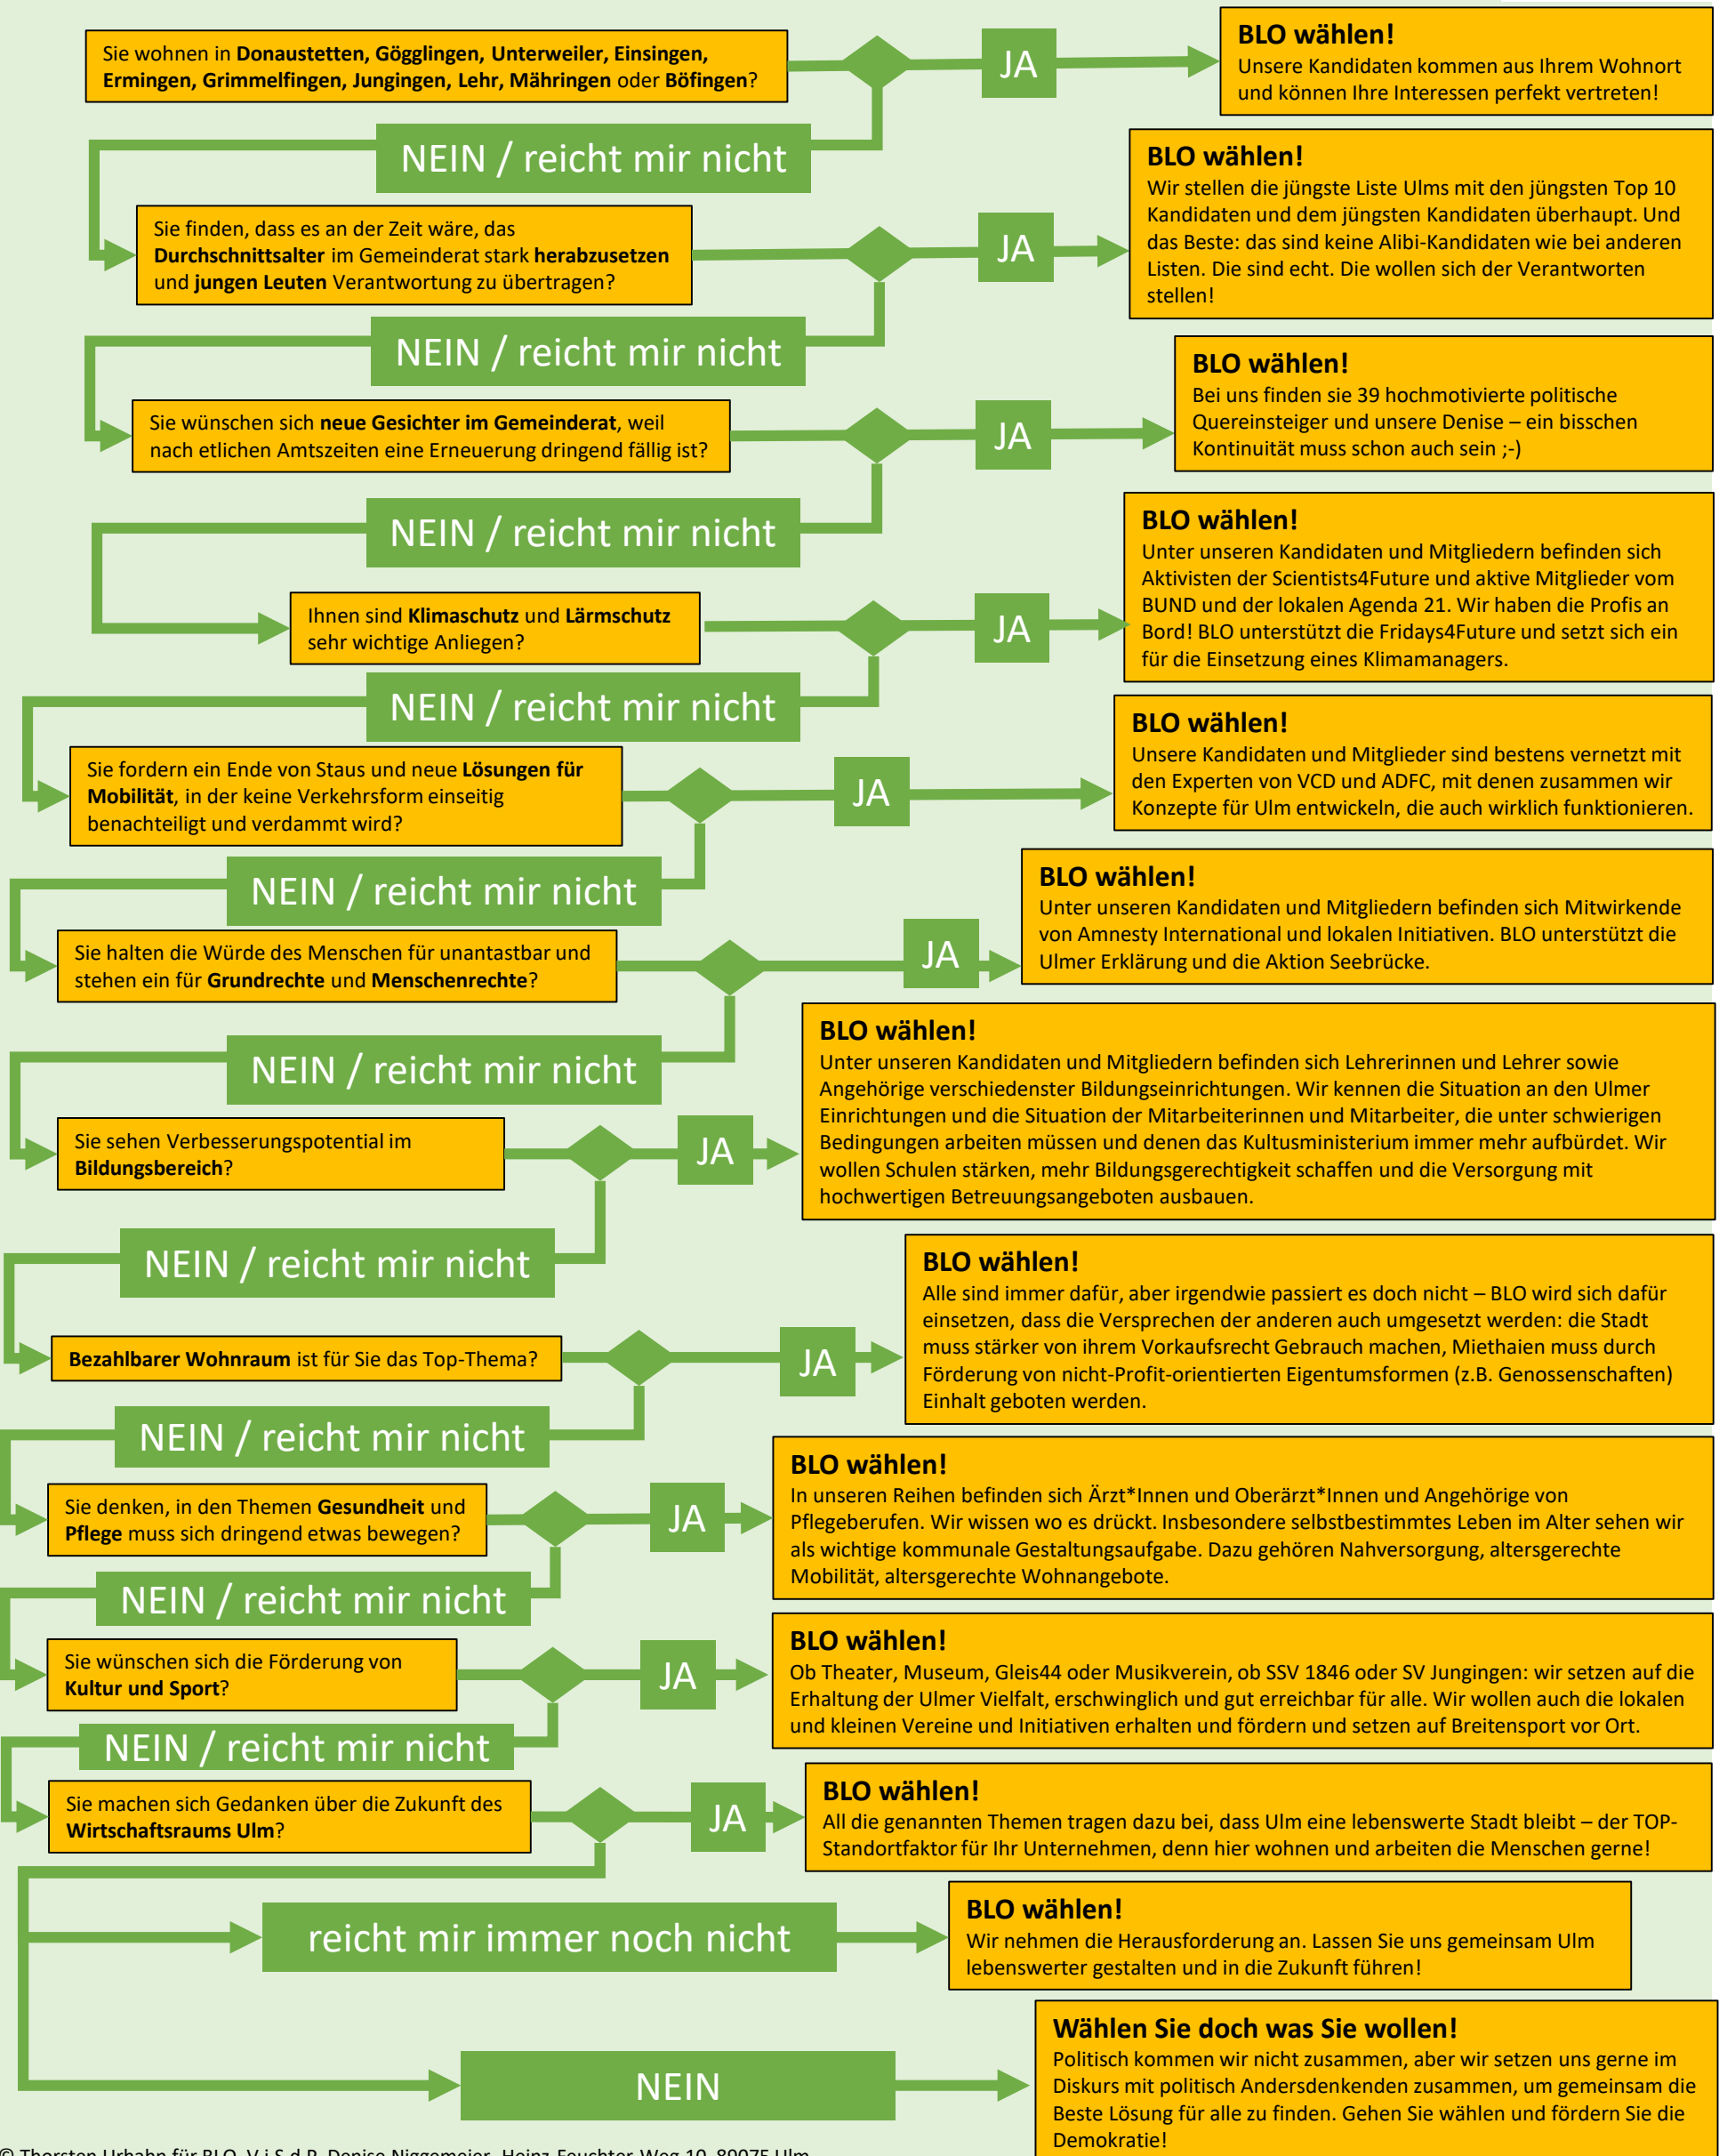 Sie wohnen in Donaustetten, Gögglingen, Unterweiler, Einsingen,
Ermingen, Grimmelfingen, Jungingen, Lehr, Mähringen oder Böfingen?
JA
BLO wählen!
Unsere Kandidaten kommen aus Ihrem Wohnort
und können Ihre Interessen perfekt vertreten!
NEIN / reicht mir nicht
Sie finden, dass es an der Zeit wäre, das
Durchschnittsalter im Gemeinderat stark herabzusetzen
und jungen Leuten Verantwortung zu übertragen?
JA
BLO wählen!
Wir stellen die jüngste Liste Ulms mit den jüngsten Top 10
Kandidaten und dem jüngsten Kandidaten überhaupt. Und
das Beste: das sind keine Alibi-Kandidaten wie bei anderen
Listen. Die sind echt. Die wollen sich der Verantworten
stellen!
NEIN / reicht mir nicht
Sie wünschen sich neue Gesichter im Gemeinderat, weil
nach etlichen Amtszeiten eine Erneuerung dringend fällig ist?
JA
BLO wählen!
Bei uns finden sie 39 hochmotivierte politische
Quereinsteiger und unsere Denise – ein bisschen
Kontinuität muss schon auch sein ;-)
NEIN / reicht mir nicht
Ihnen sind Klimaschutz und Lärmschutz
sehr wichtige Anliegen?
JA
BLO wählen!
Unter unseren Kandidaten und Mitgliedern befinden sich
Aktivisten der Scientists4Future und aktive Mitglieder vom
BUND und der lokalen Agenda 21. Wir haben die Profis an
Bord! BLO unterstützt die Fridays4Future und setzt sich ein
für die Einsetzung eines Klimamanagers.
NEIN / reicht mir nicht
Sie fordern ein Ende von Staus und neue Lösungen für
Mobilität, in der keine Verkehrsform einseitig
benachteiligt und verdammt wird?
JA
BLO wählen!
Unsere Kandidaten und Mitglieder sind bestens vernetzt mit
den Experten von VCD und ADFC, mit denen zusammen wir
Konzepte für Ulm entwickeln, die auch wirklich funktionieren.
NEIN / reicht mir nicht
Sie halten die Würde des Menschen für unantastbar und
stehen ein für Grundrechte und Menschenrechte?
JA
BLO wählen!
Unter unseren Kandidaten und Mitgliedern befinden sich Mitwirkende
von Amnesty International und lokalen Initiativen. BLO unterstützt die
Ulmer Erklärung und die Aktion Seebrücke.
NEIN / reicht mir nicht
Sie sehen Verbesserungspotential im
Bildungsbereich?
JA
BLO wählen!
Unter unseren Kandidaten und Mitgliedern befinden sich Lehrerinnen und Lehrer sowie
Angehörige verschiedenster Bildungseinrichtungen. Wir kennen die Situation an den Ulmer
Einrichtungen und die Situation der Mitarbeiterinnen und Mitarbeiter, die unter schwierigen
Bedingungen arbeiten müssen und denen das Kultusministerium immer mehr aufbürdet. Wir
wollen Schulen stärken, mehr Bildungsgerechtigkeit schaffen und die Versorgung mit
hochwertigen Betreuungsangeboten ausbauen.
NEIN / reicht mir nicht
Bezahlbarer Wohnraum ist für Sie das Top-Thema?
JA
BLO wählen!
Alle sind immer dafür, aber irgendwie passiert es doch nicht – BLO wird sich dafür
einsetzen, dass die Versprechen der anderen auch umgesetzt werden: die Stadt
muss stärker von ihrem Vorkaufsrecht Gebrauch machen, Miethaien muss durch
Förderung von nicht-Profit-orientierten Eigentumsformen (z.B. Genossenschaften)
Einhalt geboten werden.
NEIN / reicht mir nicht
Sie denken, in den Themen Gesundheit und
Pflege muss sich dringend etwas bewegen?
JA
BLO wählen!
In unseren Reihen befinden sich Ärzt*Innen und Oberärzt*Innen und Angehörige von
Pflegeberufen. Wir wissen wo es drückt. Insbesondere selbstbestimmtes Leben im Alter sehen wir
als wichtige kommunale Gestaltungsaufgabe. Dazu gehören Nahversorgung, altersgerechte
Mobilität, altersgerechte Wohnangebote.
NEIN / reicht mir nicht
Sie wünschen sich die Förderung von
Kultur und Sport?
JA
BLO wählen!
Ob Theater, Museum, Gleis44 oder Musikverein, ob SSV 1846 oder SV Jungingen: wir setzen auf die
Erhaltung der Ulmer Vielfalt, erschwinglich und gut erreichbar für alle. Wir wollen auch die lokalen
und kleinen Vereine und Initiativen erhalten und fördern und setzen auf Breitensport vor Ort.
NEIN / reicht mir nicht
Sie machen sich Gedanken über die Zukunft des
Wirtschaftsraums Ulm?
JA
BLO wählen!
All die genannten Themen tragen dazu bei, dass Ulm eine lebenswerte Stadt bleibt – der TOP-
Standortfaktor für Ihr Unternehmen, denn hier wohnen und arbeiten die Menschen gerne!
reicht mir immer noch nicht
BLO wählen!
Wir nehmen die Herausforderung an. Lassen Sie uns gemeinsam Ulm
lebenswerter gestalten und in die Zukunft führen!
NEIN
Wählen Sie doch was Sie wollen!
Politisch kommen wir nicht zusammen, aber wir setzen uns gerne im
Diskurs mit politisch Andersdenkenden zusammen, um gemeinsam die
Beste Lösung für alle zu finden. Gehen Sie wählen und fördern Sie die
Demokratie!
© Thorsten Urhahn für BLO, V.i.S.d.P. Denise Niggemeier, Heinz-Feuchter-Weg 10, 89075 Ulm